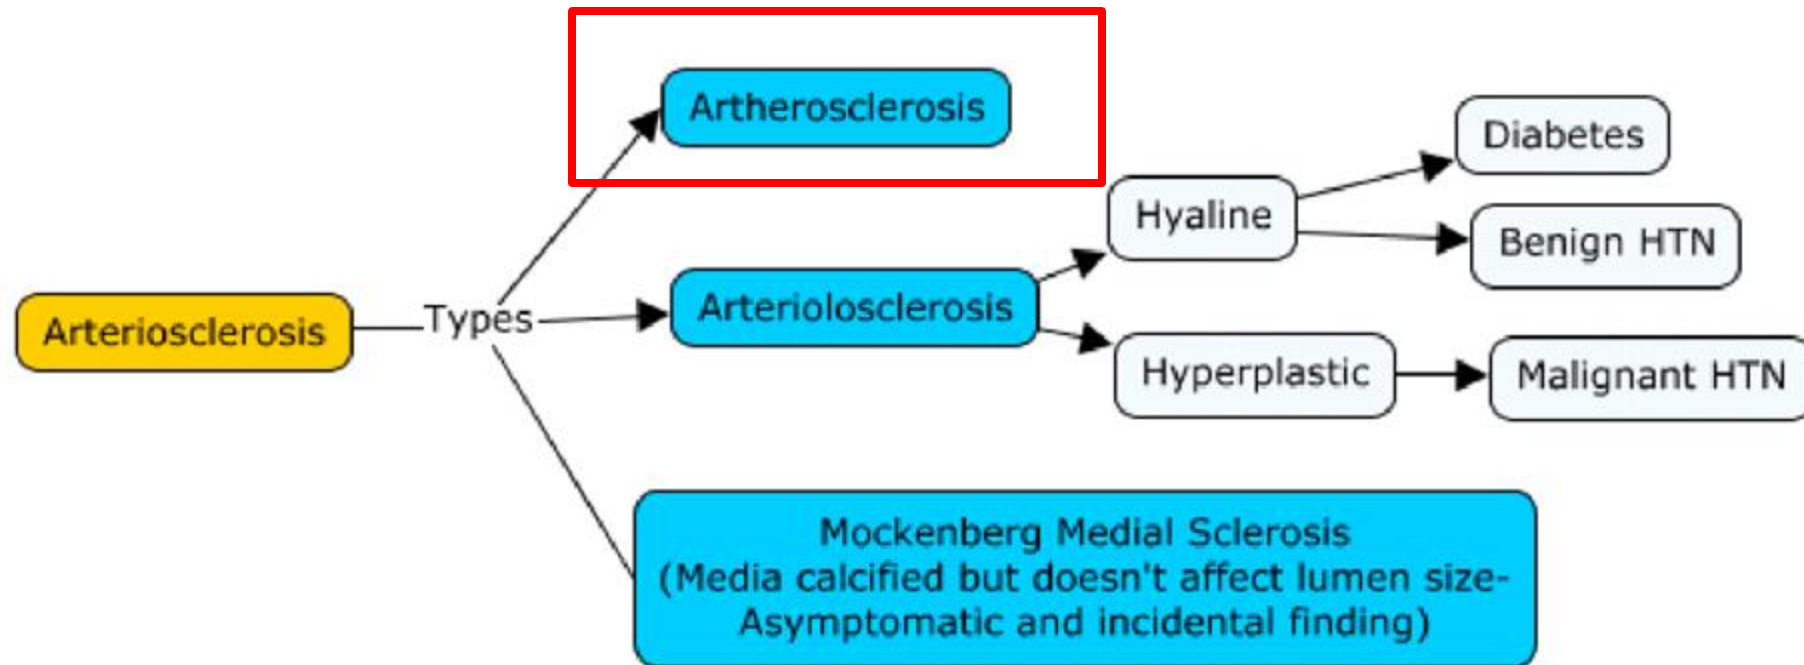 Artherosclerosis
Diabetes
Hyaline
Benign HTN
Arteriosclerosis
Types
Arteriolosclerosis
Hyperplastic
Malignant HTN
Mockenberg Medial Sclerosis
(Media calcified but doesn't affect lumen size-
Asymptomatic and incidental finding)